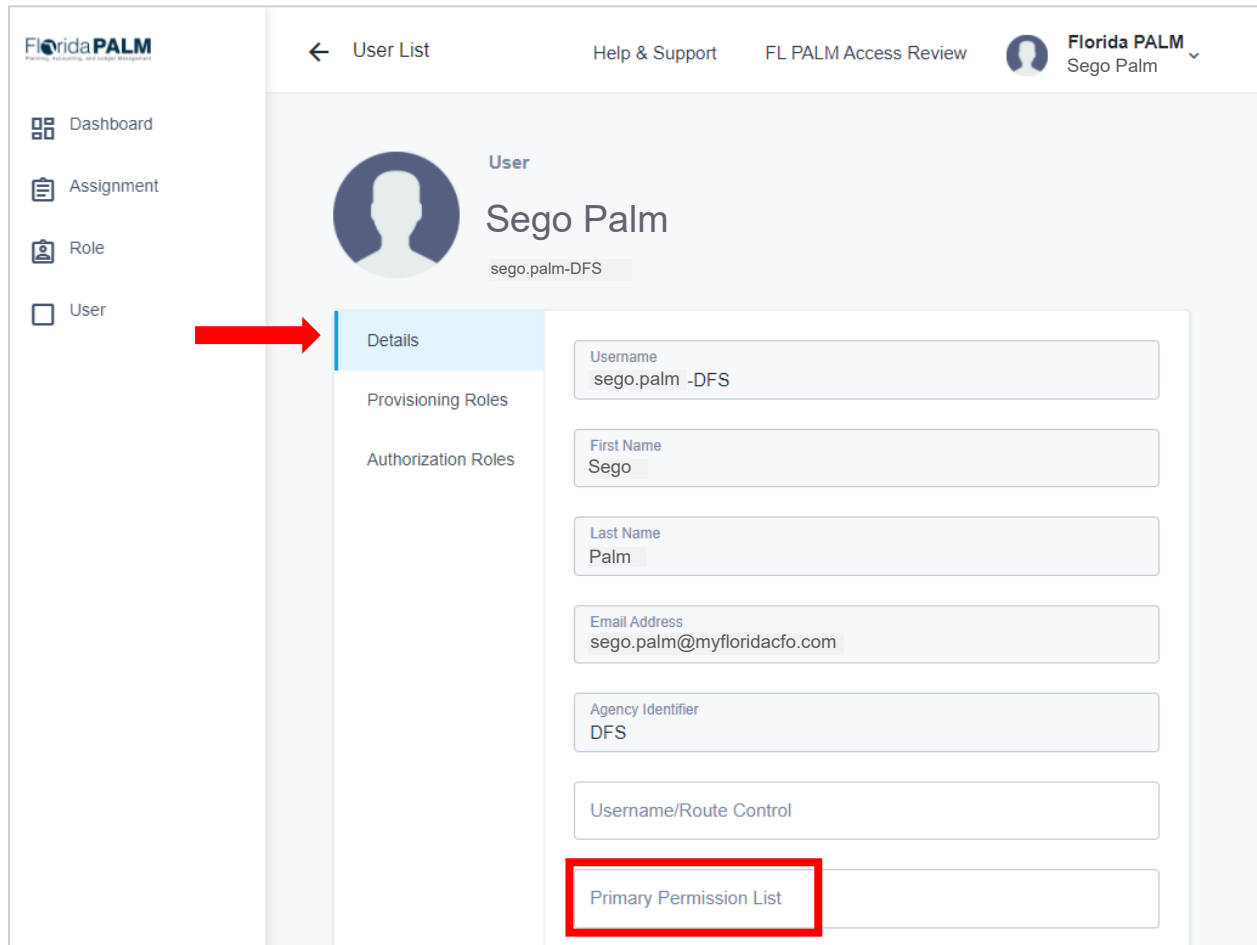 Florida PALM
Planning, Accounting, and Ledger Management
User List
Help & Support
FL PALM Access Review
Florida PALM
Sego Palm
Dashboard
Assignment
Role
User
User
Sego Palm
sego.palm-DFS
Details
Provisioning Roles
Authorization Roles
Username
sego.palm -DFS
First Name
Sego
Last Name
Palm
Email Address
sego.palm@myfloridacfo.com
Agency Identifier
DFS
Username/Route Control
Primary Permission List